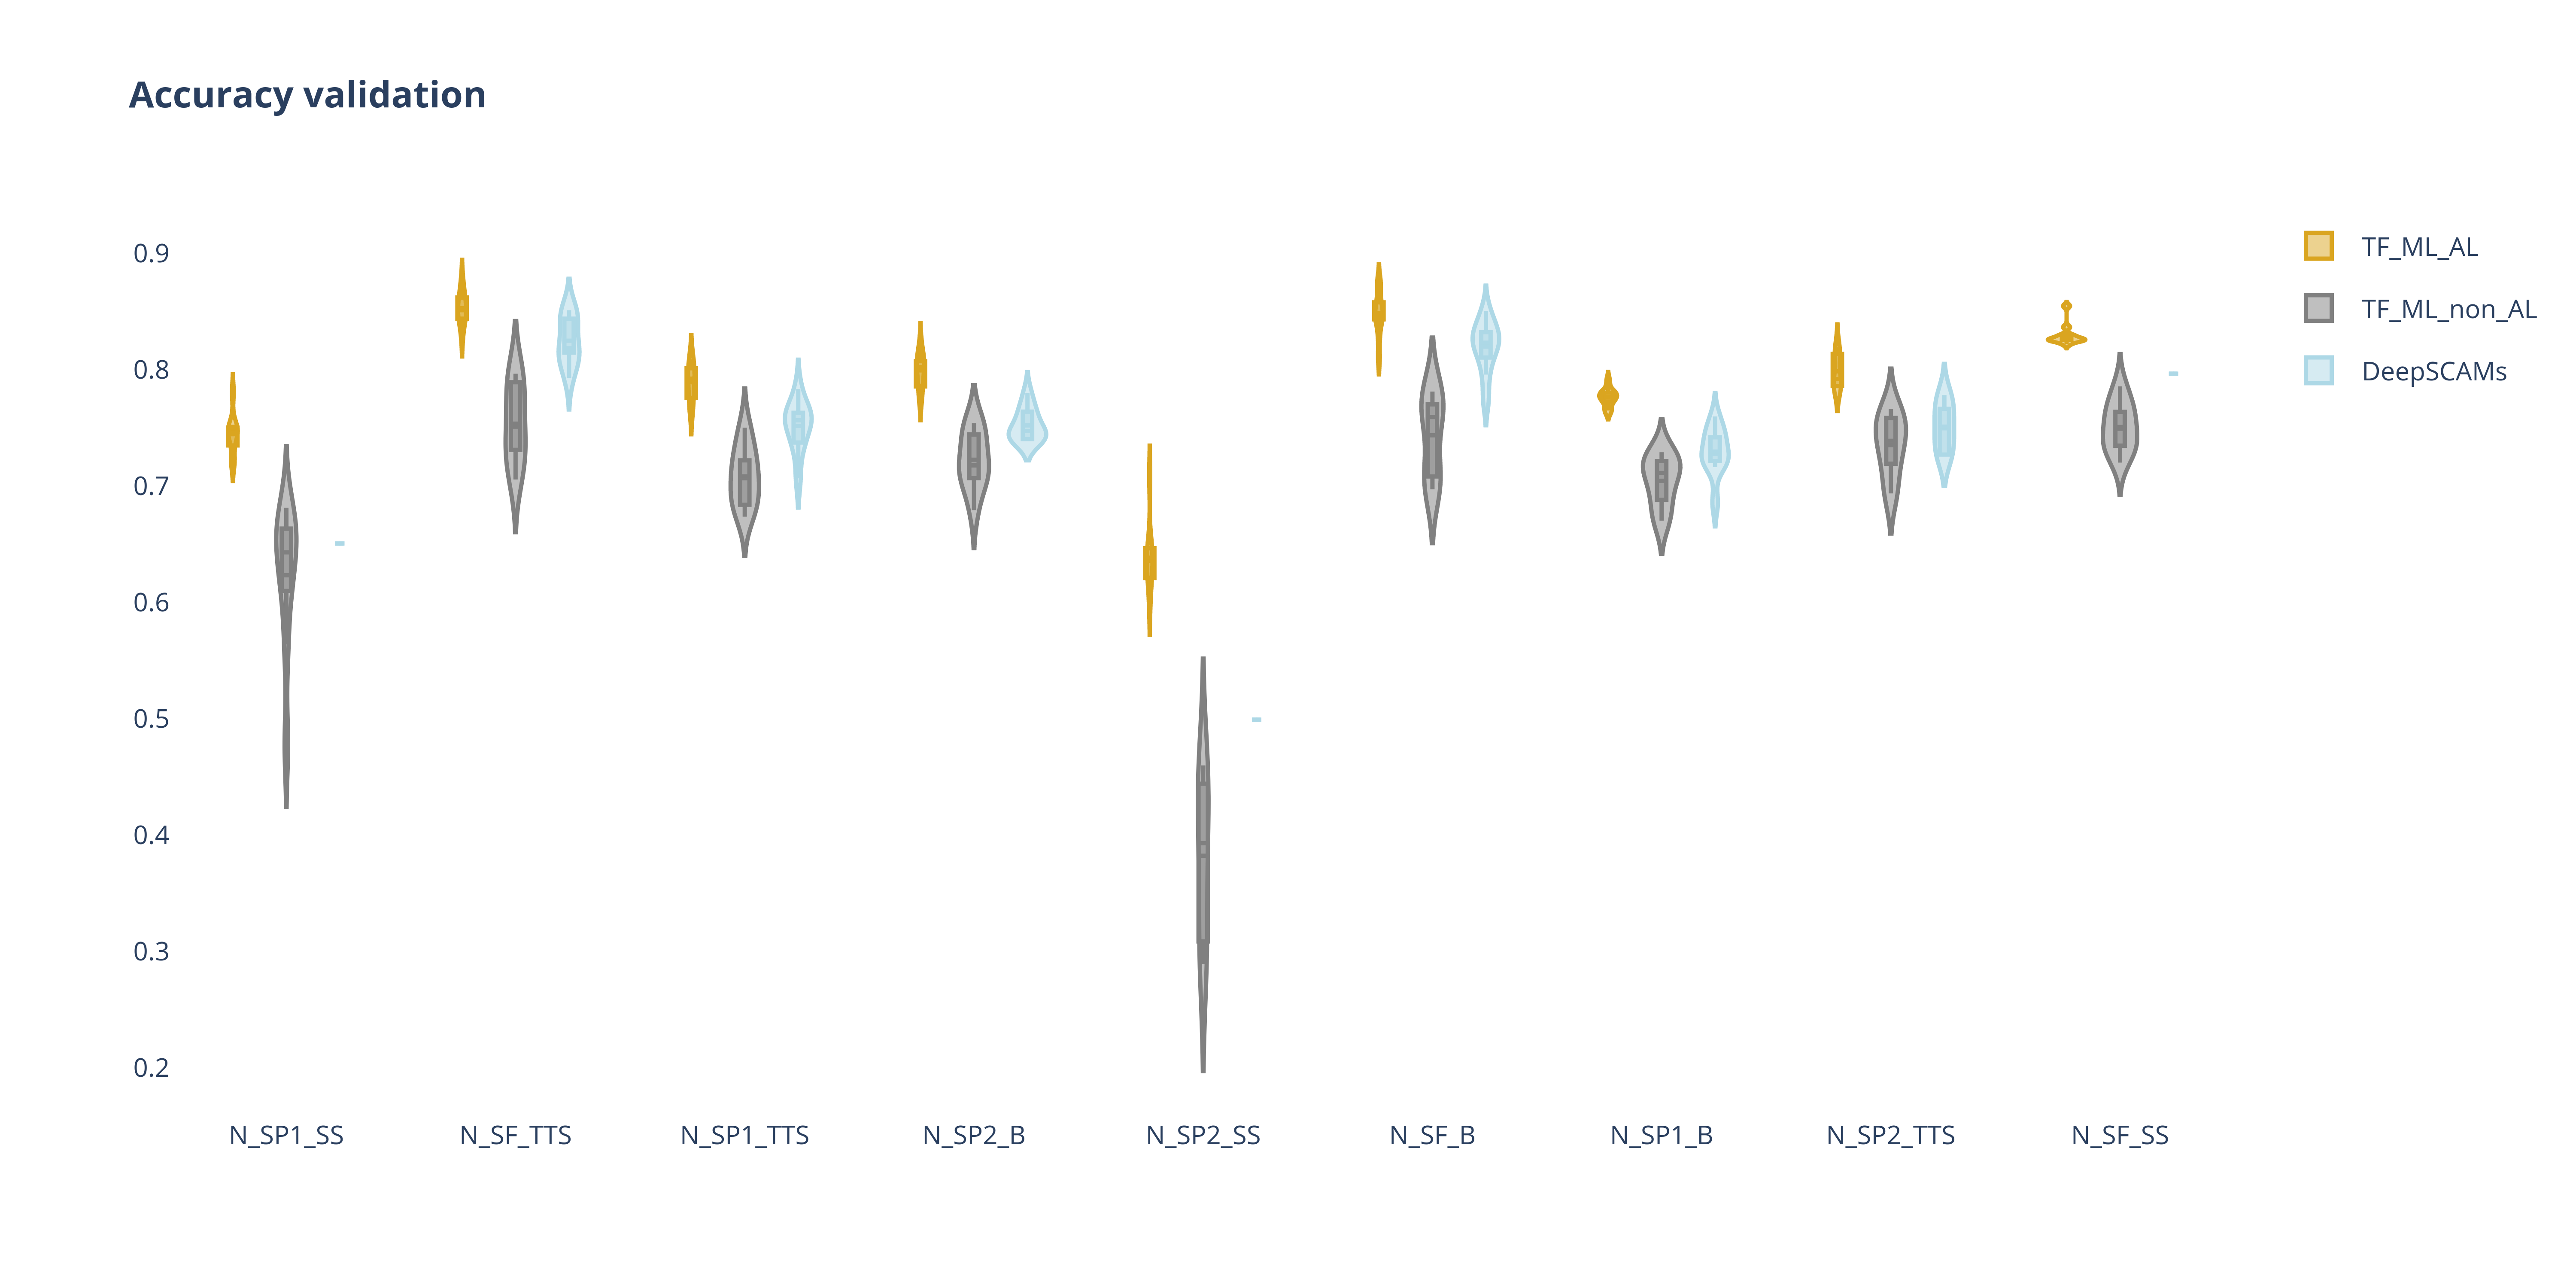 Accuracy validation
0.9
0.8
0.7
0.6
0.5
0.4
0.3
0.2
N_SP1_SS
N_SF_TTS
N_SP1_TTS
N_SP2_B
N_SP2_SS
N_SF_B
N_SP1_B
N_SP2_TTS
N_SF_SS
TF_ML_AL
TF_ML_non_AL
DeepSCAMs